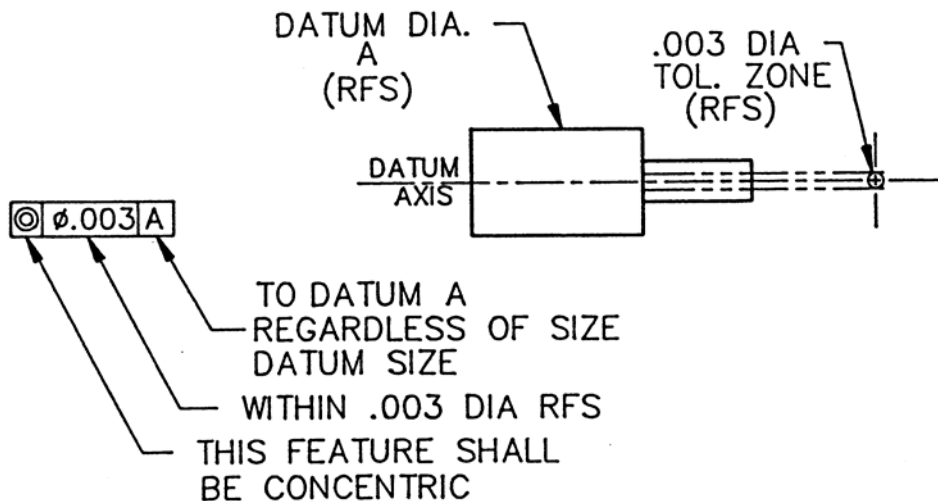 DATUM DIA.
A
(RFS)
.003 DIA
TOL. ZONE
(RFS)
DATUM
AXIS
⌀.003 A
TO DATUM A
REGARDLESS OF SIZE
DATUM SIZE
WITHIN .003 DIA RFS
THIS FEATURE SHALL
BE CONCENTRIC